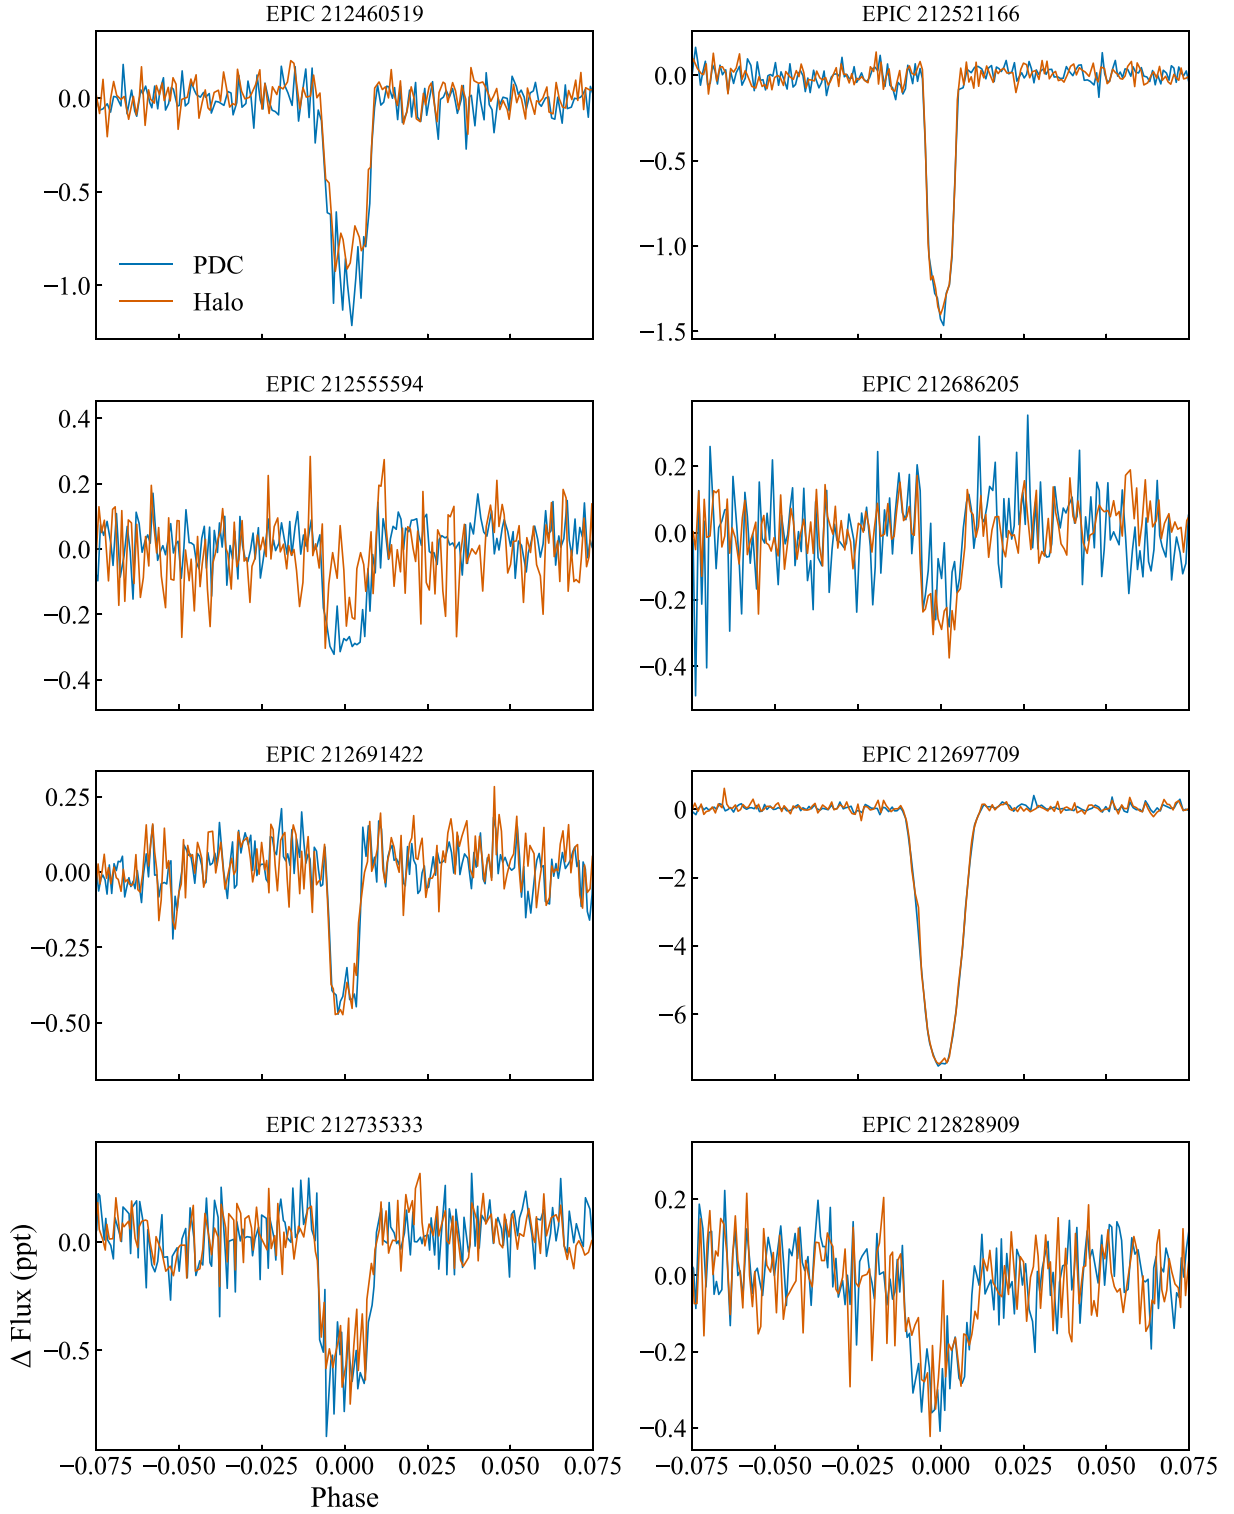 EPIC 212460519
EPIC 212521166
0.0
−0.5
−1.0
PDC
Halo
0.0
−0.5
−1.0
−1.5
EPIC 212555594
EPIC 212686205
0.4
0.2
0.0
−0.2
−0.4
0.2
0.0
−0.2
−0.4
EPIC 212691422
EPIC 212697709
0.25
0.00
−0.25
−0.50
0
−2
−4
−6
EPIC 212735333
EPIC 212828909
0.0
−0.5
0.2
0.0
−0.2
−0.4
Δ Flux (ppt)
−0.075 −0.050 −0.025 0.000 0.025 0.050 0.075
−0.075 −0.050 −0.025 0.000 0.025 0.050 0.075
Phase